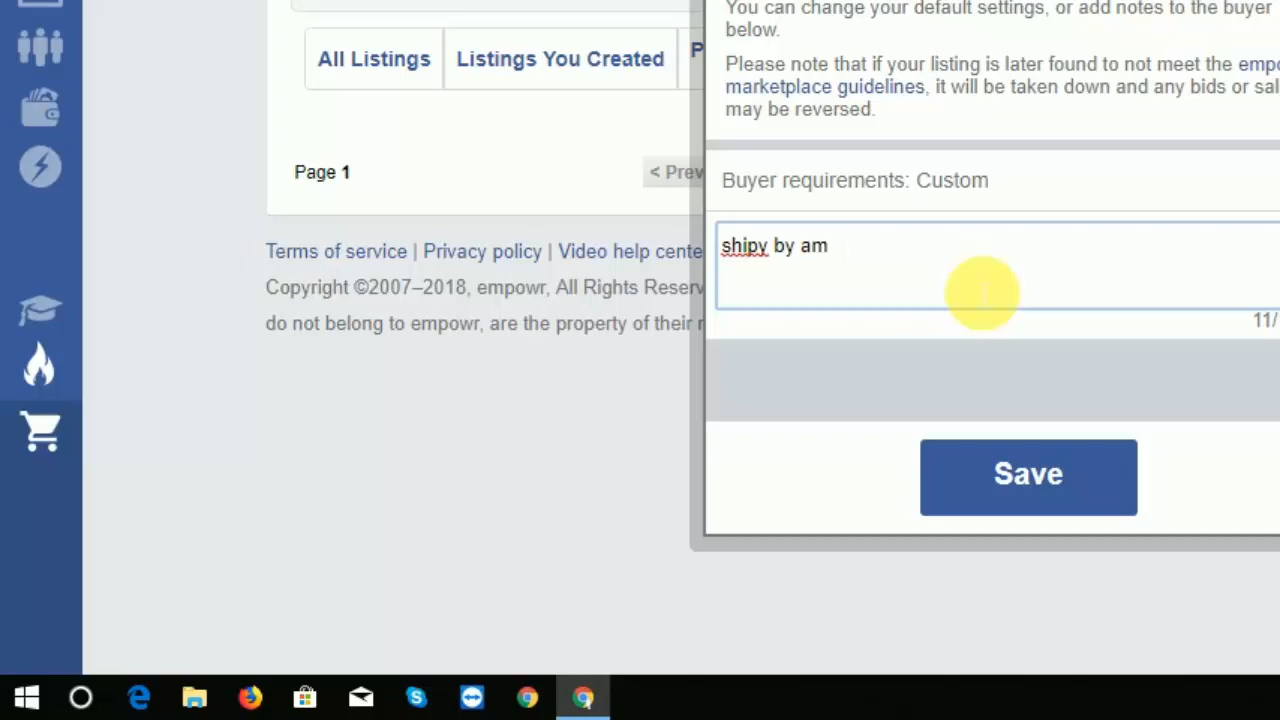 You can change your default settings, or add notes to the buyer
below.
Please note that if your listing is later found to not meet the
marketplace guidelines, it will be taken down and any bids or
may be reversed.
All Listings
Listings You Created
Page 1
< Prev
Buyer requirements: Custom
shipy by am
11/
Save
Terms of service | Privacy policy | Video help
Copyright ©2007–2018, empowr, All Rights
do not belong to empowr, are the property of their